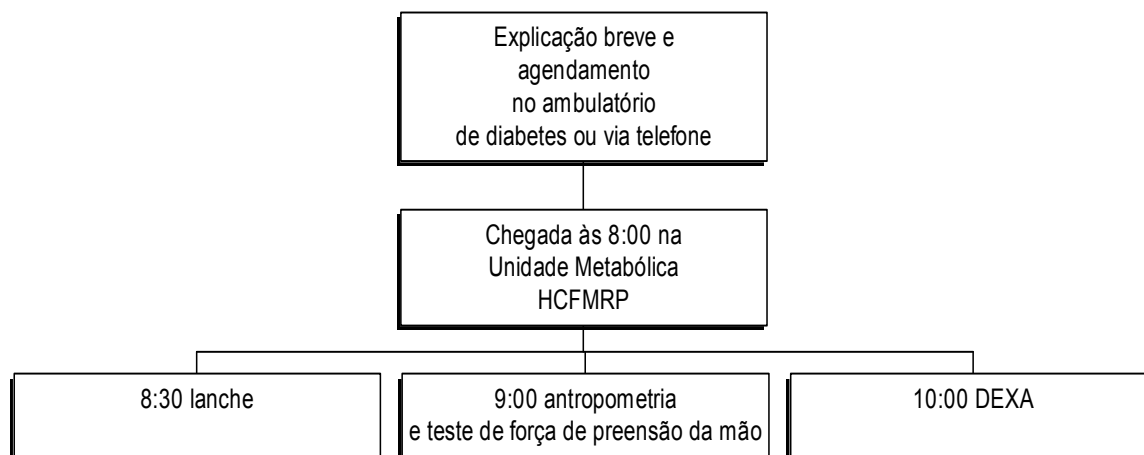 Explicação breve e
agendamento
no ambulatório
de diabetes ou via telefone
Chegada às 8:00 na
Unidade Metabólica
HCFMRP
8:30 lanche
9:00 antropometria
e teste de força de preensão da mão
10:00 DEXA